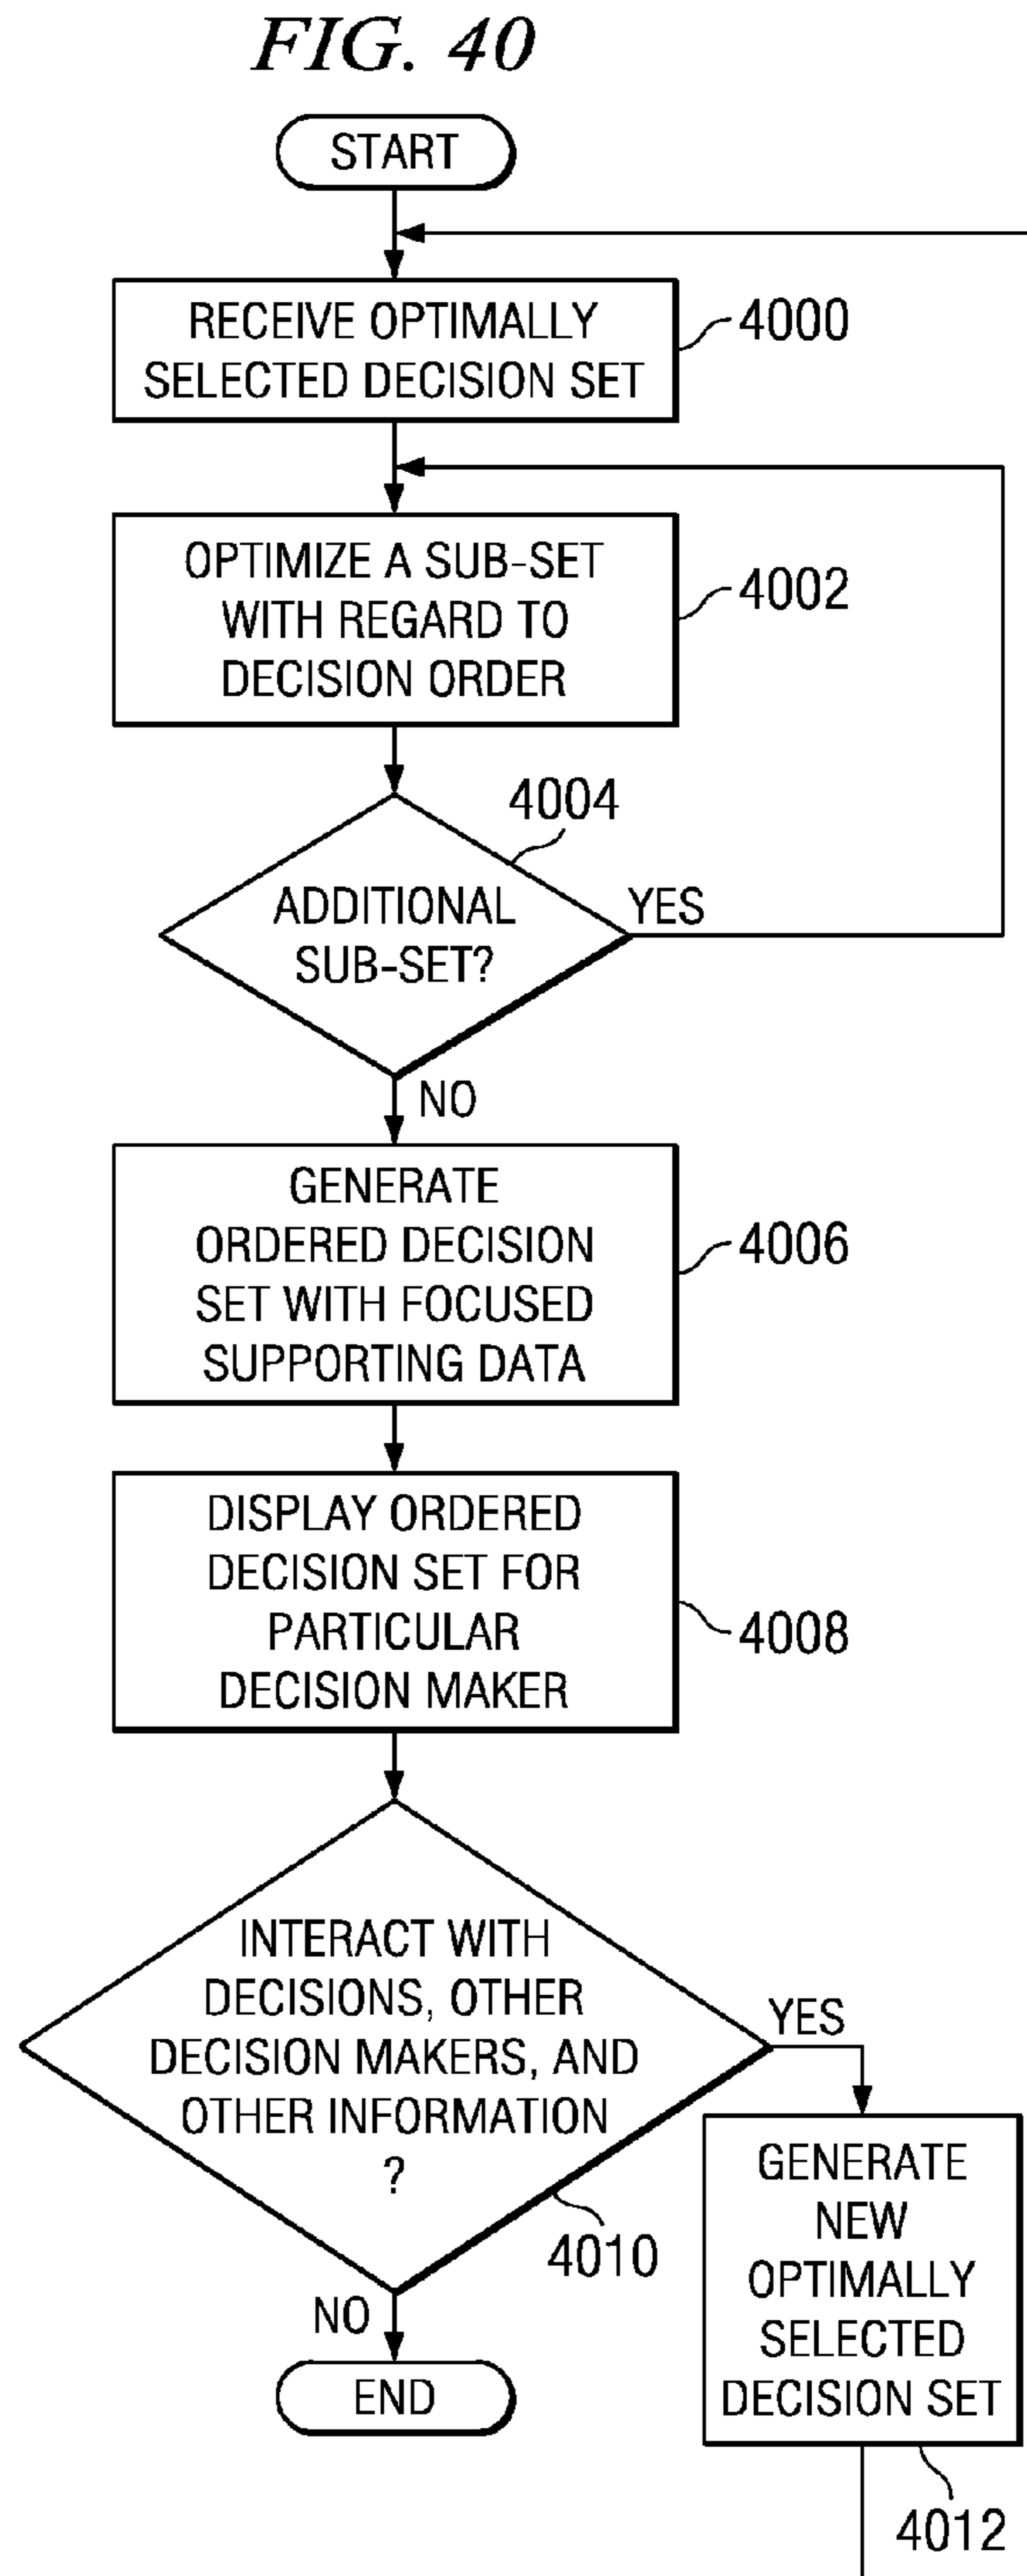 FIG. 40
START
RECEIVE OPTIMALLY
SELECTED DECISION SET
4000
OPTIMIZE A SUB-SET
WITH REGARD TO
DECISION ORDER
4002
4004
ADDITIONAL
SUB-SET?
YES
NO
GENERATE
ORDERED DECISION
SET WITH FOCUSED
SUPPORTING DATA
4006
DISPLAY ORDERED
DECISION SET FOR
PARTICULAR
DECISION MAKER
4008
INTERACT WITH
DECISIONS, OTHER
DECISION MAKERS, AND
OTHER INFORMATION
?
YES
4010
NO
END
GENERATE
NEW
OPTIMALLY
SELECTED
DECISION SET
4012